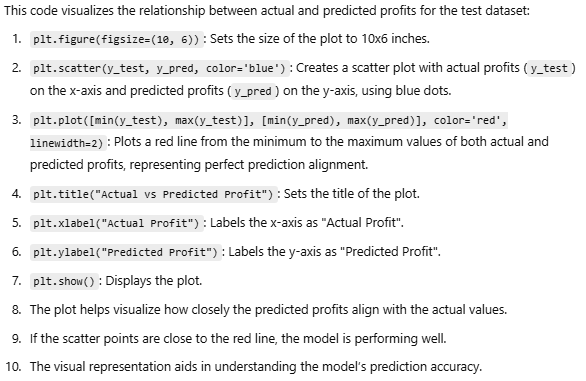 This code visualizes the relationship between actual and predicted profits for the test dataset:
1. plt.figure(figsize=(10, 6)) : Sets the size of the plot to 10x6 inches.
2. plt.scatter(y_test, y_pred, color='blue') : Creates a scatter plot with actual profits ( y_test )
on the x-axis and predicted profits ( y_pred ) on the y-axis, using blue dots.
3. plt.plot([min(y_test), max(y_test)], [min(y_pred), max(y_pred)], color='red',
linewidth=2) : Plots a red line from the minimum to the maximum values of both actual and
predicted profits, representing perfect prediction alignment.
4. plt.title("Actual vs Predicted Profit") : Sets the title of the plot.
5. plt.xlabel("Actual Profit") : Labels the x-axis as "Actual Profit".
6. plt.ylabel("Predicted Profit") : Labels the y-axis as "Predicted Profit".
7. plt.show() : Displays the plot.
8. The plot helps visualize how closely the predicted profits align with the actual values.
9. If the scatter points are close to the red line, the model is performing well.
10. The visual representation aids in understanding the model's prediction accuracy.